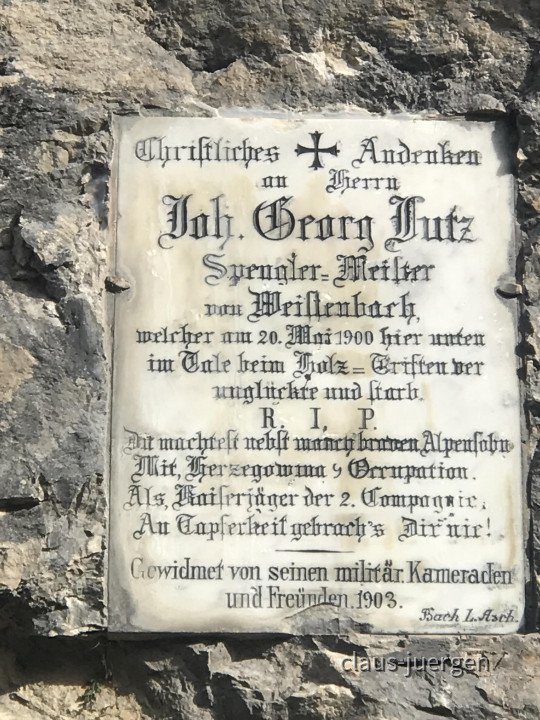 Christliches Andenken
an Herrn
Joh. Georg Lutz
Spengler=Meister
von Weistenbach,
welcher am 20. Mai 1900 hier unten
im Tale beim Holz=Triften ver
unglückte und starb.
R. I. P.
Du machtest nebst manch braven Alpensohn
Mit, Herzegowina's Occupation.
Als, Kaiserjäger der 2. Compagnie,
An Tapferkeit gebrach's Dir nie!
Gewidmet von seinen militär. Kameraden
und Freünden. 1903.
Bach L. Asch.
claus-juergen